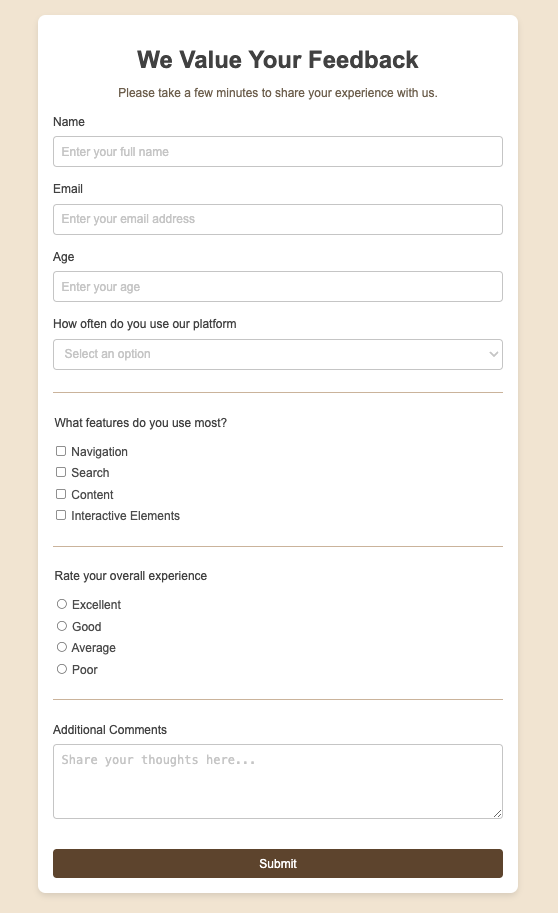 We Value Your Feedback
Please take a few minutes to share your experience with us.
Name
Enter your full name
Email
Enter your email address
Age
Enter your age
How often do you use our platform
Select an option
What features do you use most?
Navigation
Search
Content
Interactive Elements
Rate your overall experience
Excellent
Good
Average
Poor
Additional Comments
Share your thoughts here...
Submit